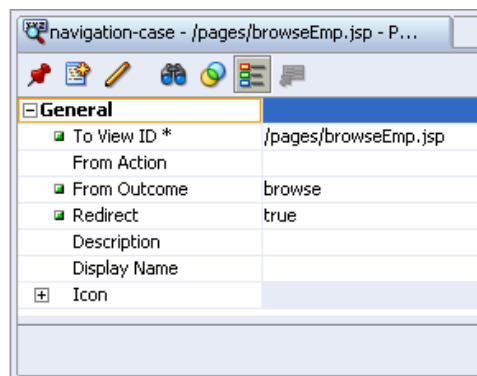 navigation-case - /pages/browseEmp.jsp - P...
General
To View ID * /pages/browseEmp.jsp
From Action
From Outcome browse
Redirect true
Description
Display Name
Icon